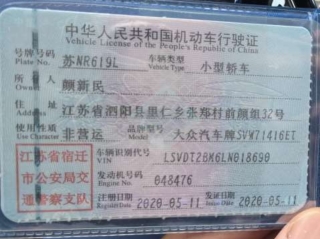 中华人民共和国机动车行驶证
Vehicle License of the People's Republic of China
号牌号码 Plate No. 苏NR619L 车辆类型 Vehicle Type 小型轿车
所有人 Owner 颜新民
住址 Address 江苏省泗阳县里仁乡张郑村前颜组32号
使用性质 Use Character 非营运 品牌型号 Model 大众汽车牌SVW71416ET
江苏省宿迁市公安局交通警察支队
车辆识别代号 VIN LSVDT2BM6LN018690
发动机号码 Engine No. 048476
注册日期 Register Date 2020-05-11 发证日期 Issue Date 2020-05-11